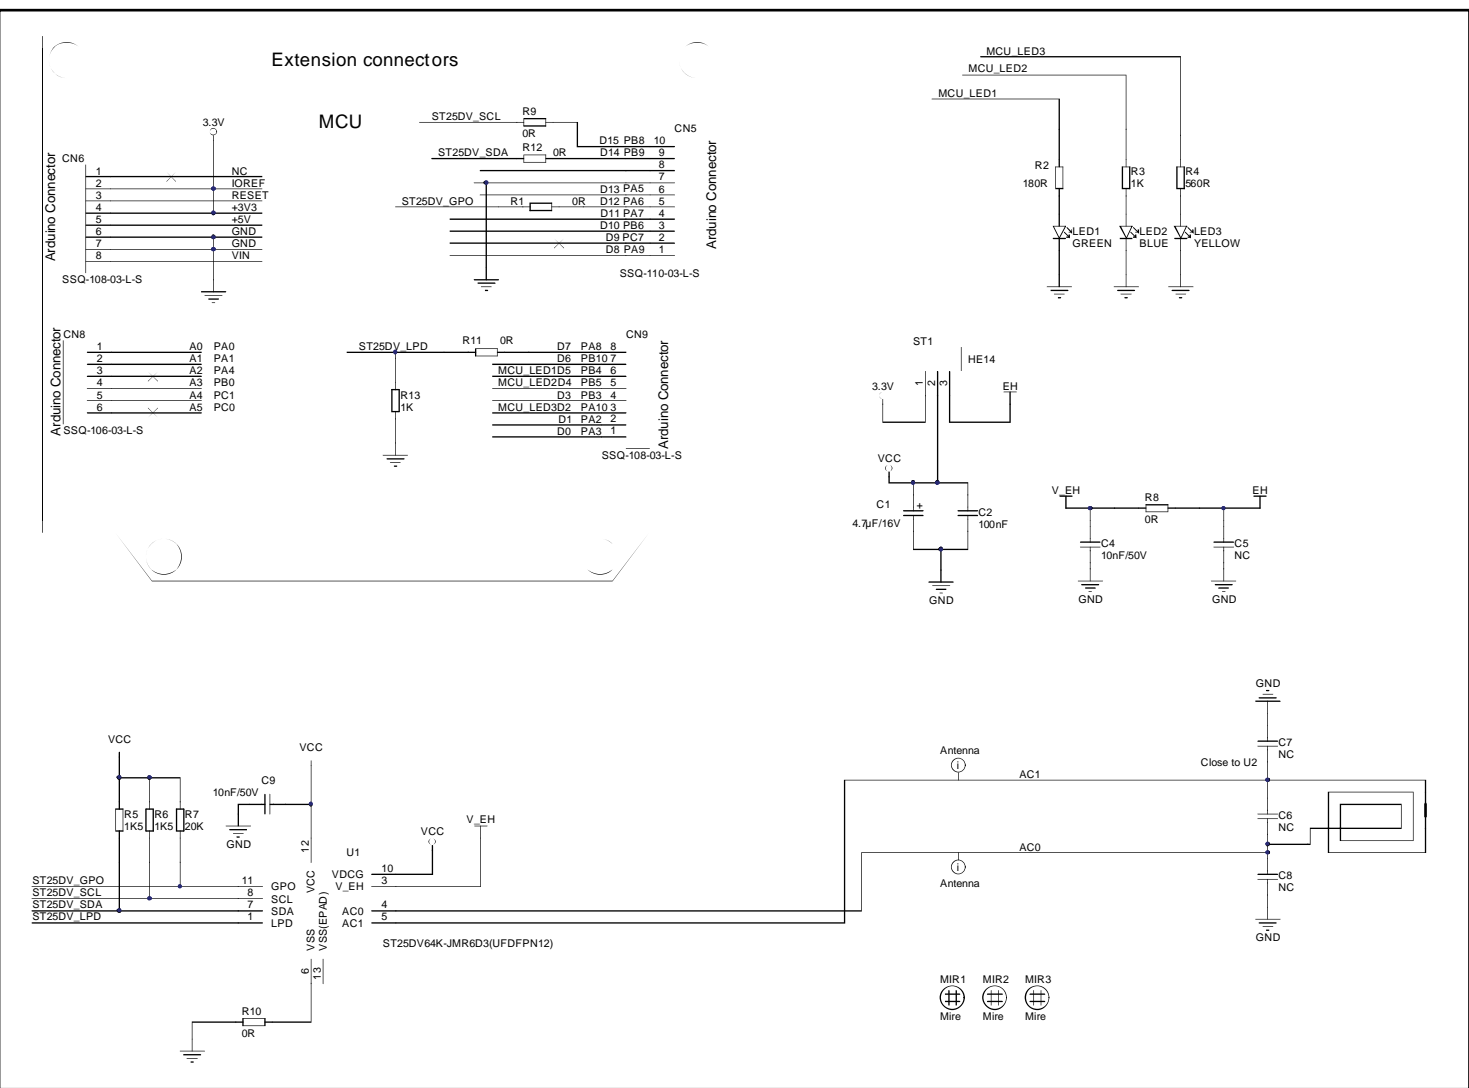 Extension connectors
MCU
3.3V
CN6
Arduino Connector
1 NC
2 IOREF
3 RESET
4 +3V3
5 +5V
6 GND
7 GND
8 VIN
SSQ-108-03-L-S
ST25DV_SCL
R9
0R
ST25DV_SDA
R12
0R
ST25DV_GPO
R1
0R
CN5
D15 PB8 10
D14 PB9 9
8
7
D13 PA5 6
D12 PA6 5
D11 PA7 4
D10 PB6 3
D9 PC7 2
D8 PA9 1
Arduino Connector
SSQ-110-03-L-S
CN8
Arduino Connector
1 A0 PA0
2 A1 PA1
3 A2 PA4
4 A3 PB0
5 A4 PC1
6 A5 PC0
SSQ-106-03-L-S
ST25DV_LPD
R11
0R
R13
1K
CN9
D7 PA8 8
D6 PB10 7
MCU_LED1 D5 PB4 6
MCU_LED2 D4 PB5 5
D3 PB3 4
MCU_LED3 D2 PA10 3
D1 PA2 2
D0 PA3 1
Arduino Connector
SSQ-108-03-L-S
MCU_LED3
MCU_LED2
MCU_LED1
R2
180R
R3
1K
R4
560R
LED1
GREEN
LED2
BLUE
LED3
YELLOW
ST1
HE14
1
2
3
3.3V
EH
VCC
C1
+
4.7µF/16V
C2
100nF
GND
V_EH
R8
0R
EH
C4
10nF/50V
C5
NC
GND
GND
VCC
R5
1K5
R6
1K5
R7
20K
VCC
C9
10nF/50V
GND
12
U1
VCC
V_EH
ST25DV_GPO 11 GPO
ST25DV_SCL 8 SCL
ST25DV_SDA 7 SDA
ST25DV_LPD 1 LPD
VCC
VSS
VSS(EPAD)
VDCG 10
V_EH 3
AC0 4
AC1 5
ST25DV64K-JMR6D3(UFDFPN12)
6
13
R10
0R
Antenna
i
AC1
AC0
i
Antenna
GND
C7
NC
Close to U2
C6
NC
C8
NC
GND
MIR1
MIR2
MIR3
Mire
Mire
Mire